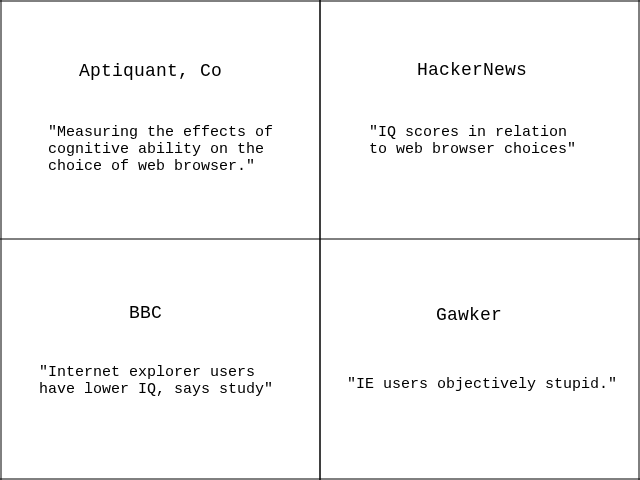 Aptiquant, Co
"Measuring the effects of
cognitive ability on the
choice of web browser."
HackerNews
"IQ scores in relation
to web browser choices"
BBC
"Internet explorer users
have lower IQ, says study"
Gawker
"IE users objectively stupid."